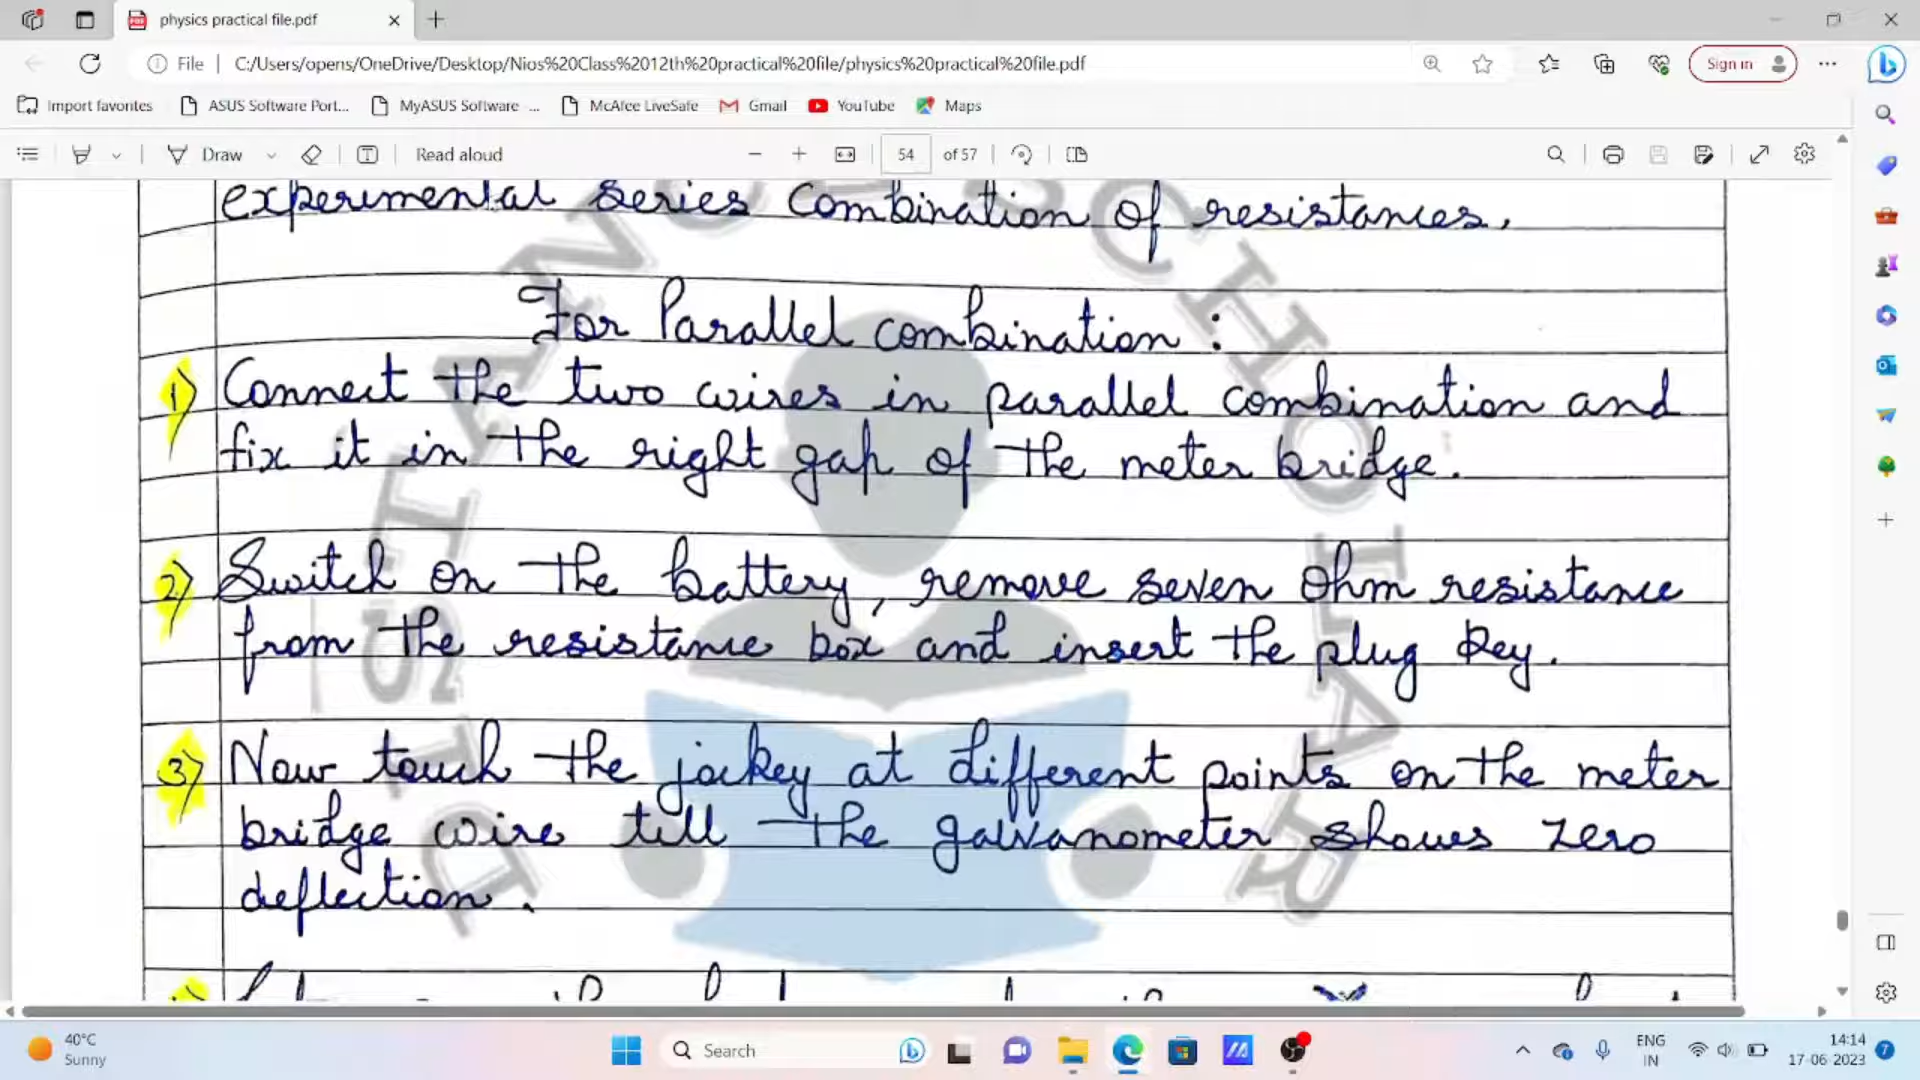 physics practical file.pdf
File
C:/Users/opens/OneDrive/Desktop/Nios%20Class%2012th%20practical%20file/physics%20practical%20file.pdf
Sign in
Import favorites
ASUS Software Port...
MyASUS Software ...
McAfee LiveSafe
Gmail
YouTube
Maps
Draw
Read aloud
54 of 57
experimental series combination of resistances.
For Parallel combination :
1) Connect the two wires in parallel combination and
fix it in the right gap of the meter bridge.
2) Switch on the battery, remove seven ohm resistance
from the resistance box and insert the plug key.
3) Now touch the jockey at different points on the meter
bridge wire till the galvanometer shows zero
deflection.
DISTANCE SCHOLAR
40°C
Sunny
Search
ENG
IN
14:14
17-06-2023
7